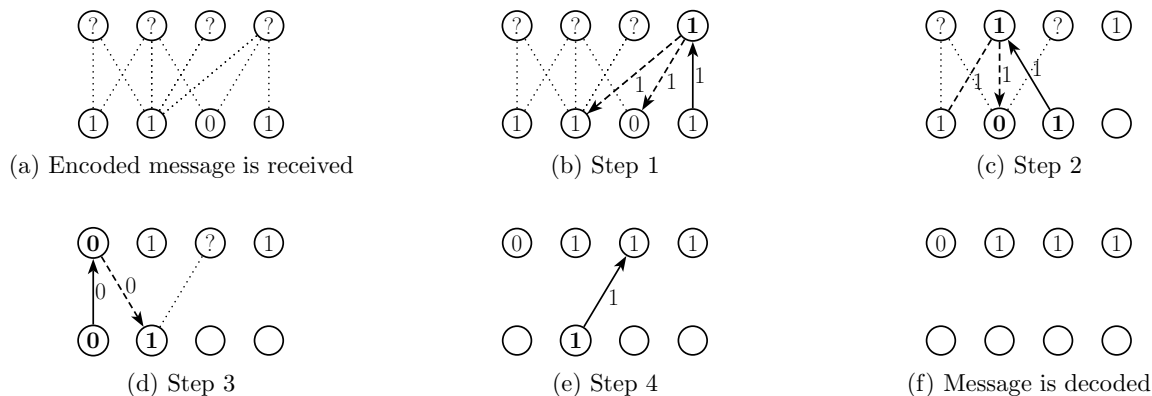 ? ? ? ? ? ? ? 1 ? 1 ? 1
1 1 1 1 1
1 1 0 1 1 1 0 1 1 0 1
(a) Encoded message is received (b) Step 1 (c) Step 2
0 1 ? 1 0 1 1 1 0 1 1 1
0 0 1
0 1 1
(d) Step 3 (e) Step 4 (f) Message is decoded